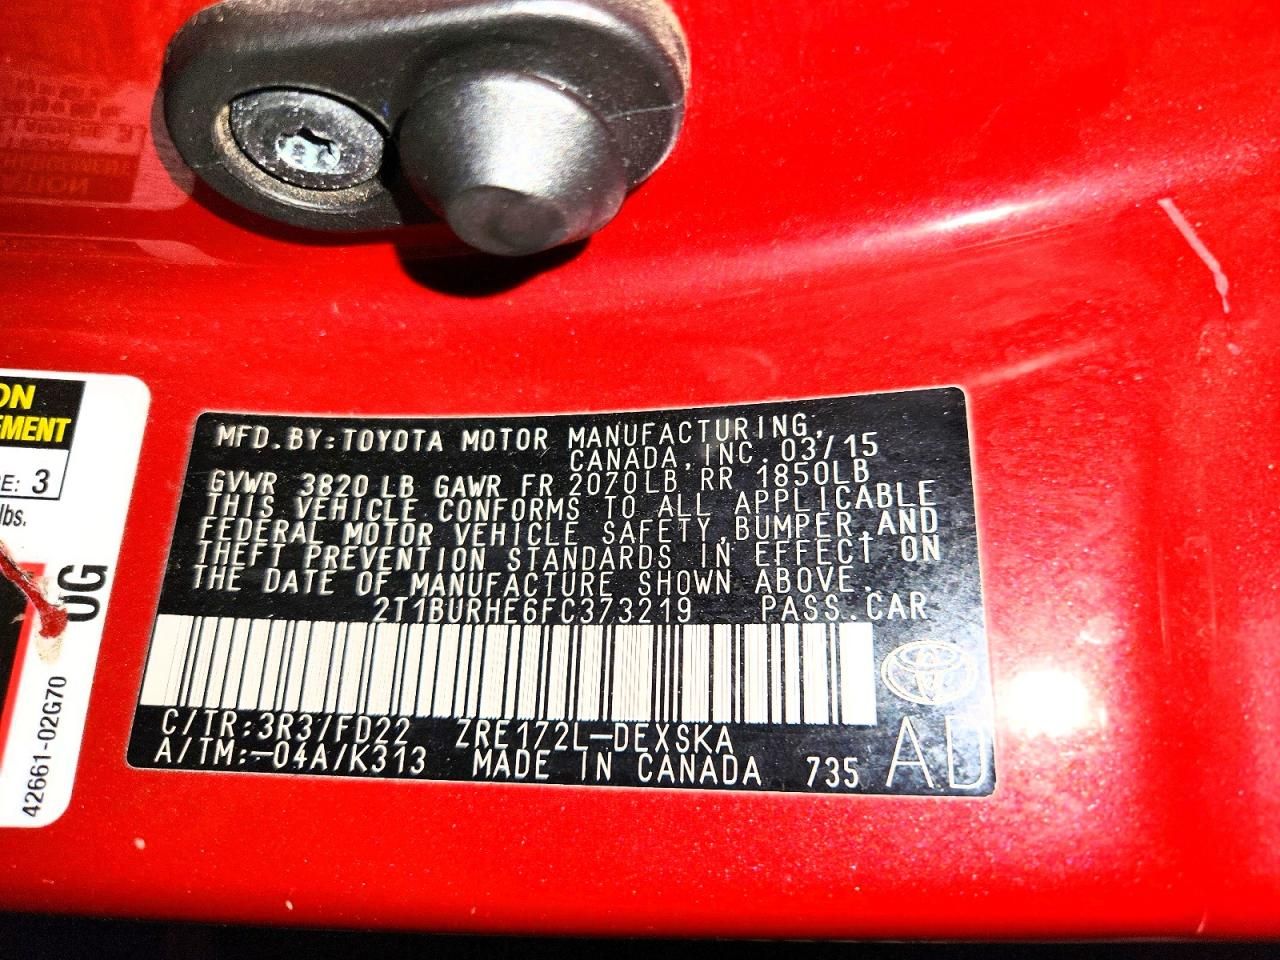 ON
EMENT
RE: 3
lbs.
UG
42661-02G70
MFD.BY:TOYOTA MOTOR MANUFACTURING,
CANADA,INC. 03/15
GVWR 3820LB GAWR FR 2070LB RR 1850LB
THIS VEHICLE CONFORMS TO ALL APPLICABLE
FEDERAL MOTOR VEHICLE SAFETY,BUMPER,AND
THEFT PREVENTION STANDARDS IN EFFECT ON
THE DATE OF MANUFACTURE SHOWN ABOVE.
2T1BURHE6FC373219 PASS.CAR
C/TR:3R3/FD22 ZRE172L-DEXSKA
A/TM:-04A/K313 MADE IN CANADA 735
AD